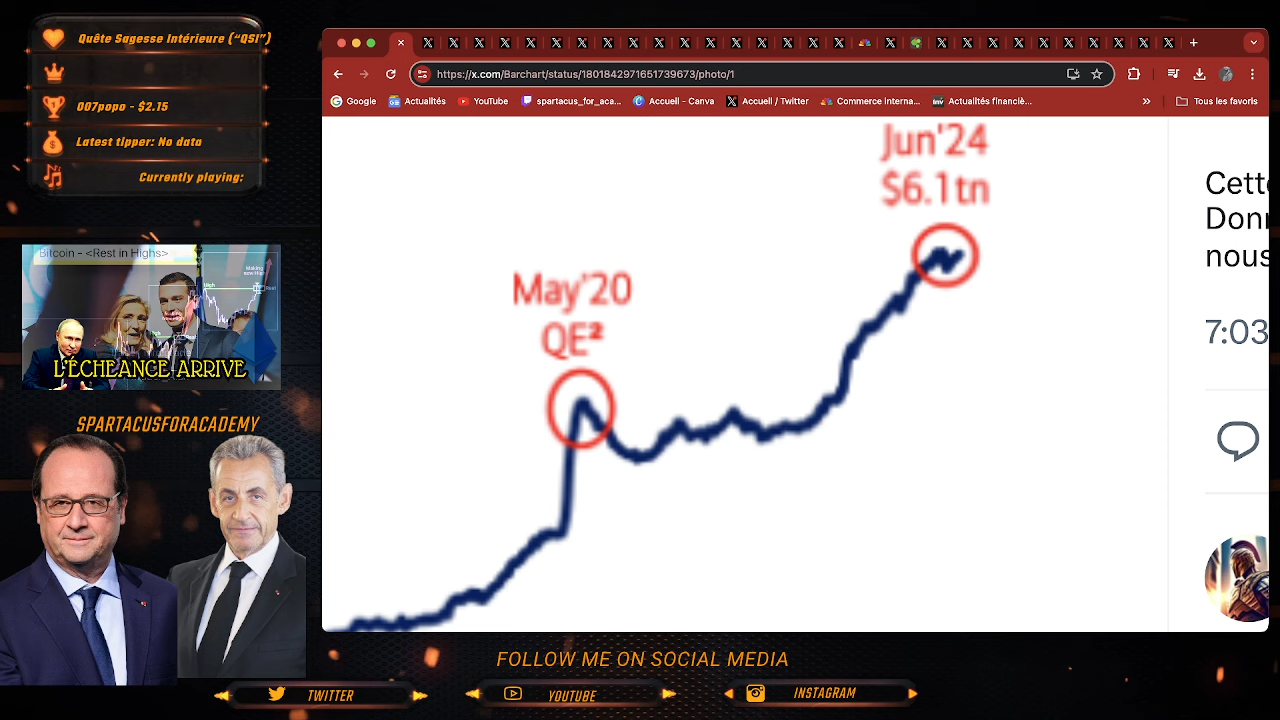 Quête Sagesse Intérieure ("QSI")
007popo - $2.15
Latest tipper: No data
Currently playing:
https://x.com/Barchart/status/1801842971651739673/photo/1
Google
Actualités
YouTube
spartacus_for_aca...
Accueil - Canva
Accueil / Twitter
Commerce interna...
Actualités financiè...
Tous les favoris
Jun'24
$6.1tn
May'20
QE²
Cett
Don
nous
7:03
Bitcoin - <Rest in Highs>
L'ÉCHEANCE ARRIVE
SPARTACUSFORACADEMY
FOLLOW ME ON SOCIAL MEDIA
TWITTER
YOUTUBE
INSTAGRAM